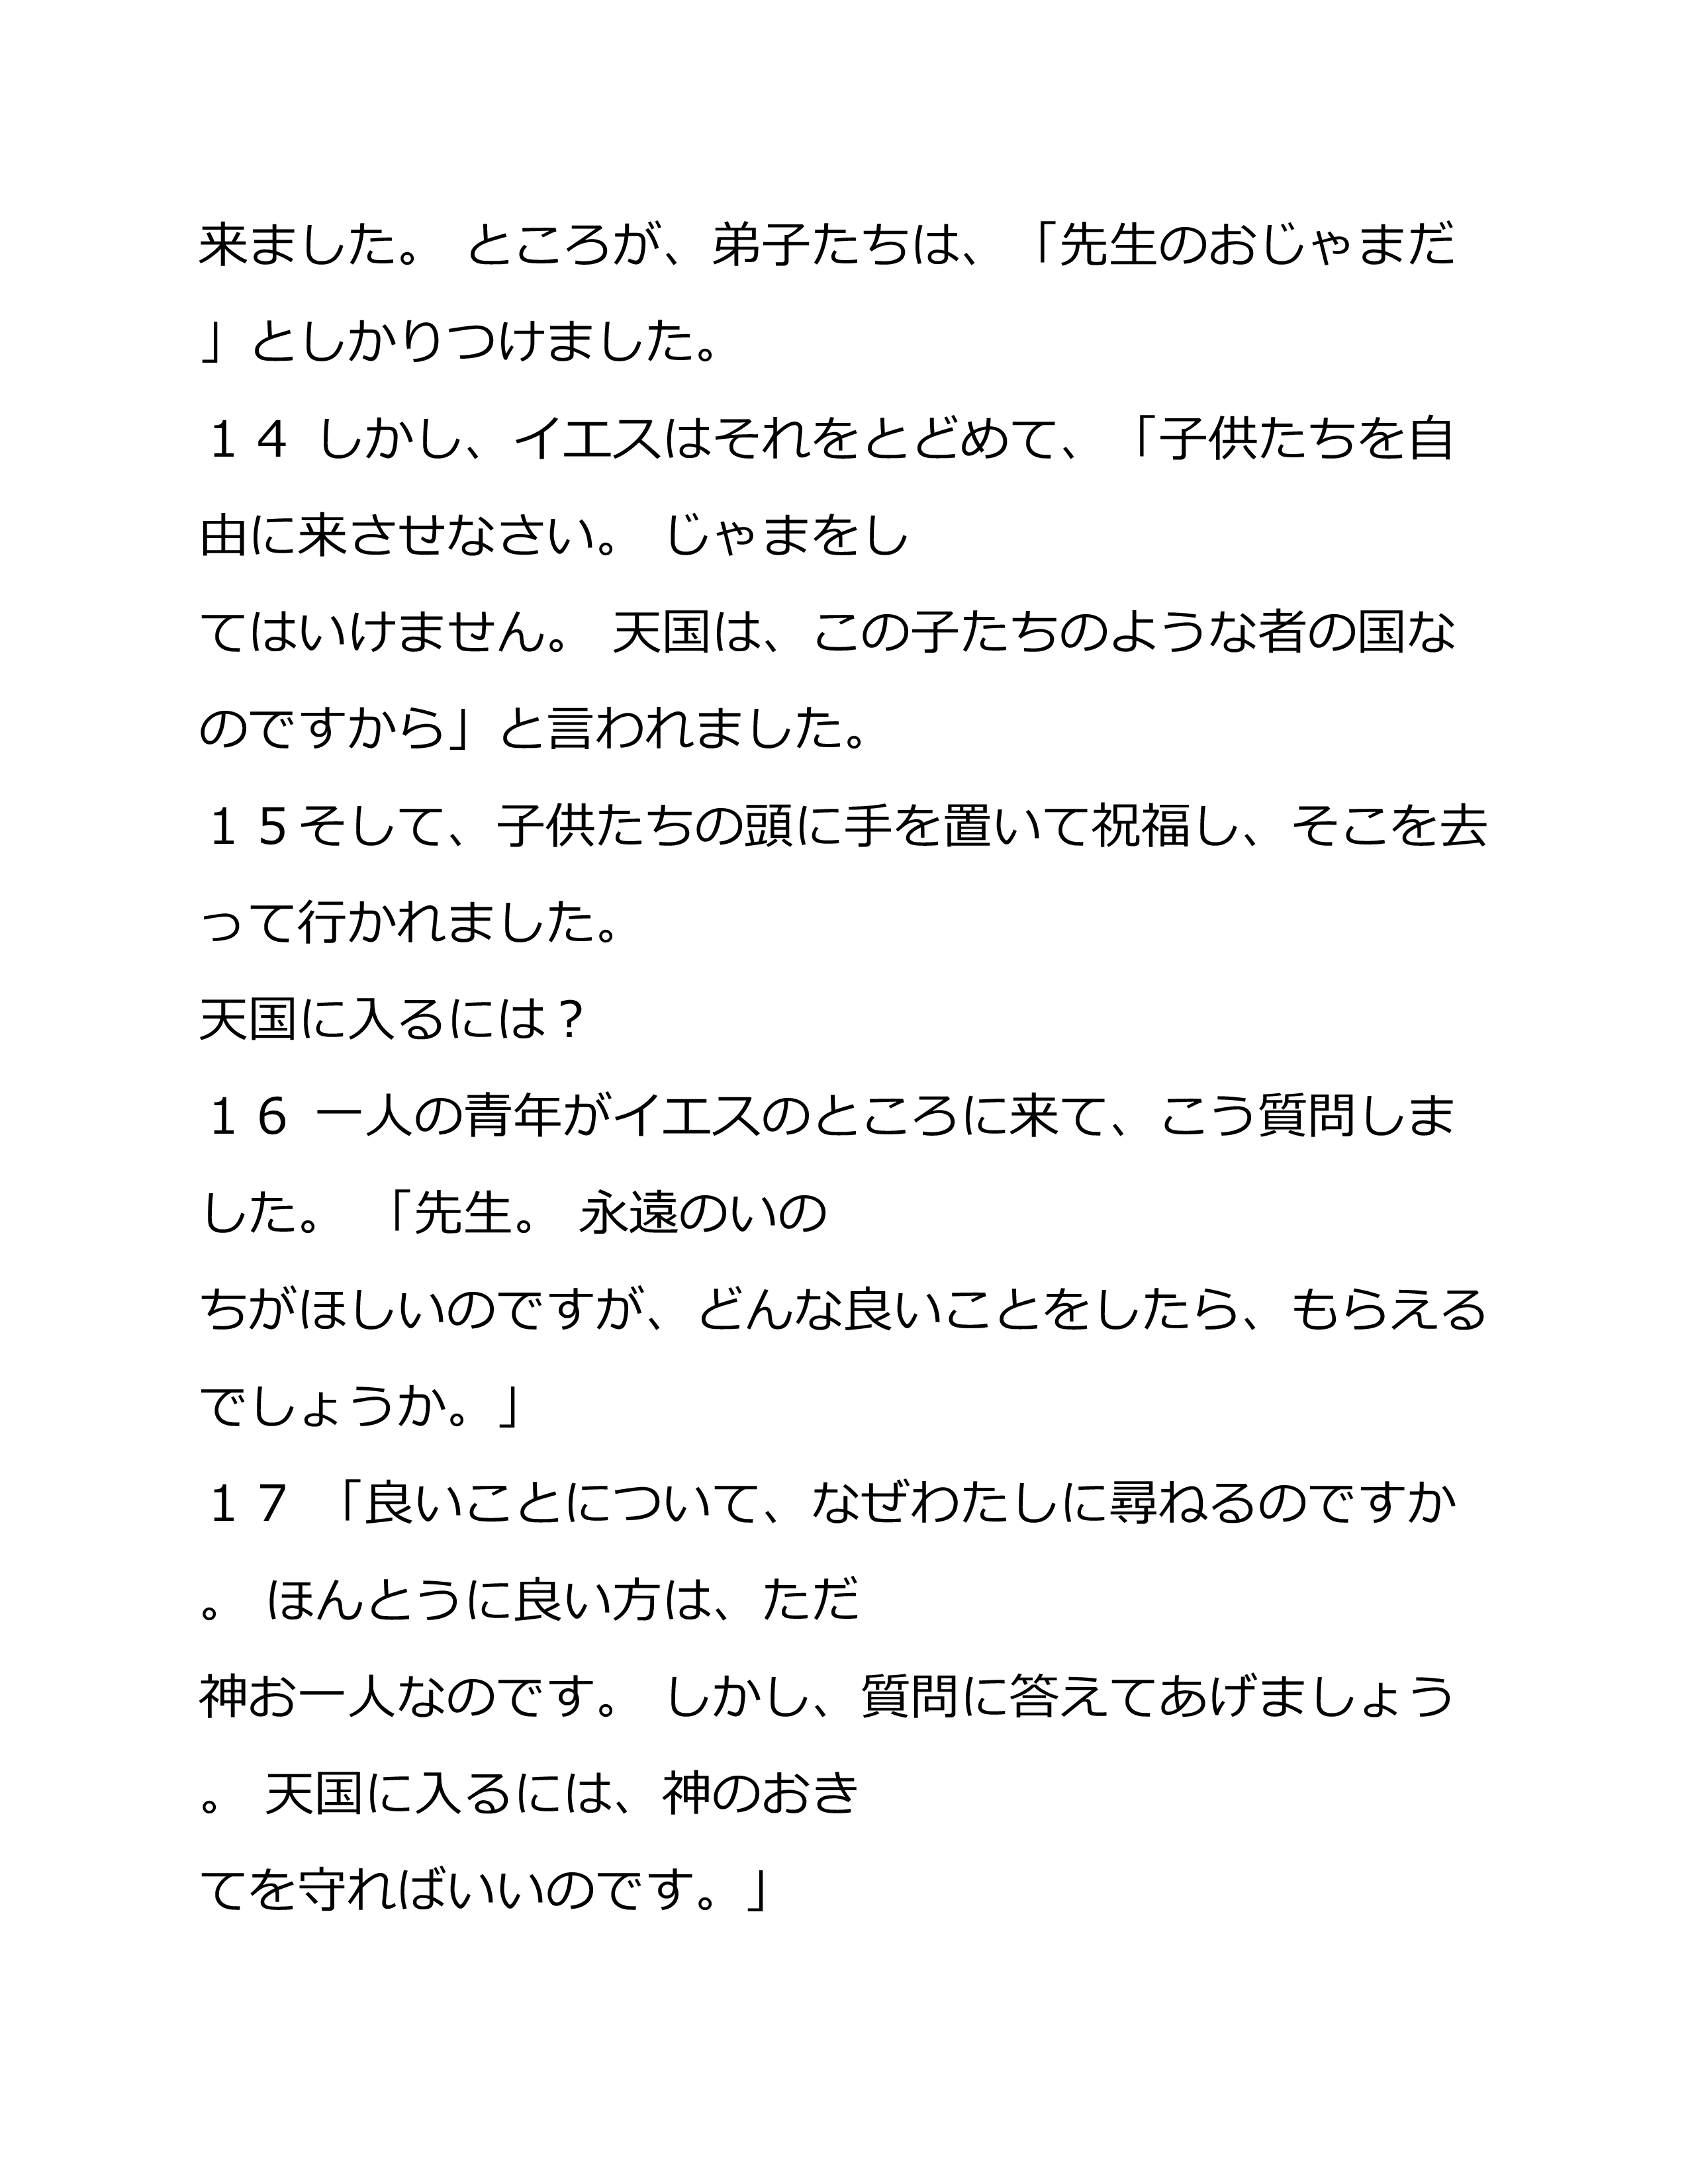 来ました。 ところが、弟子たちは、「先生のおじゃまだ
」としかりつけました。
１４ しかし、イエスはそれをとどめて、「子供たちを自
由に来させなさい。 じゃまをし
てはいけません。 天国は、この子たちのような者の国な
のですから」と言われました。
１５そして、子供たちの頭に手を置いて祝福し、そこを去
って行かれました。
天国に入るには？
１６ 一人の青年がイエスのところに来て、こう質問しま
した。 「先生。 永遠のいの
ちがほしいのですが、どんな良いことをしたら、もらえる
でしょうか。」
１７ 「良いことについて、なぜわたしに尋ねるのですか
。 ほんとうに良い方は、ただ
神お一人なのです。 しかし、質問に答えてあげましょう
。 天国に入るには、神のおき
てを守ればいいのです。」